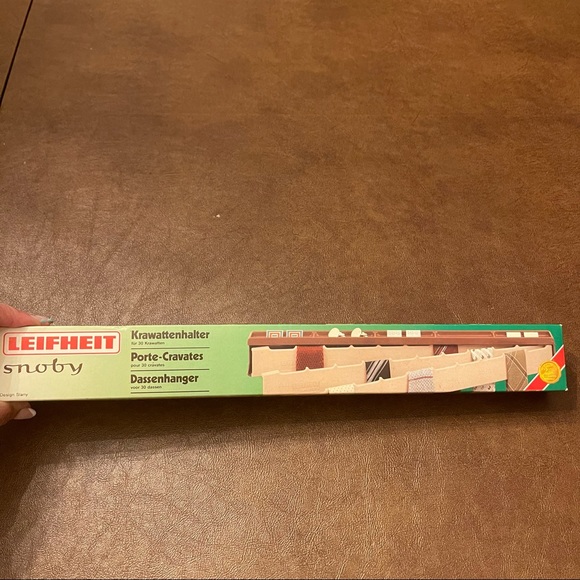 LEIFHEIT
snoby
Krawattenhalter
für 30 Krawatten
Porte-Cravates
pour 30 cravates
Dassenhanger
voor 30 dassen